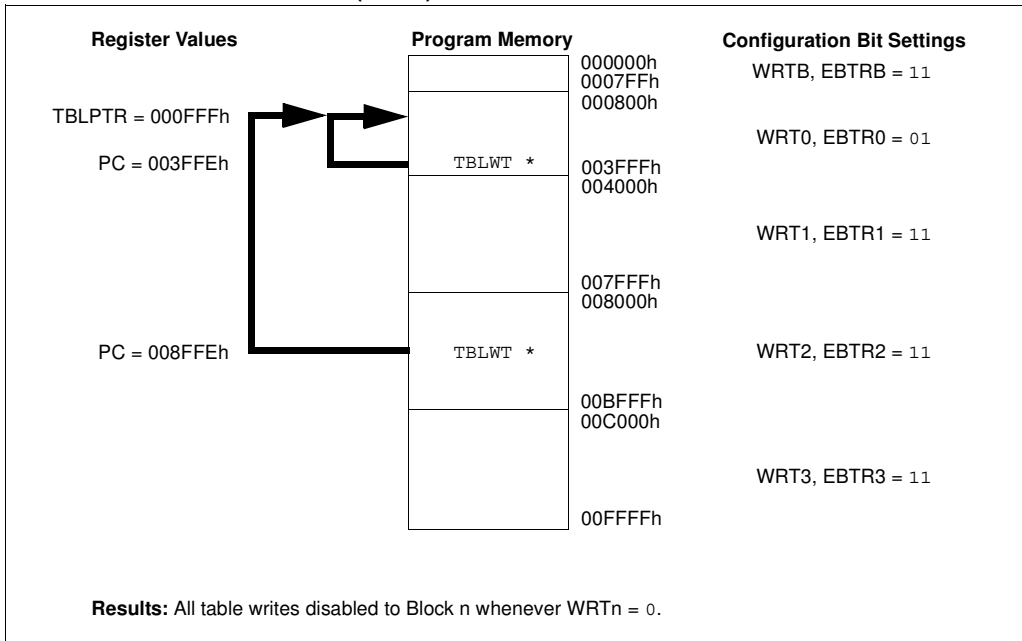 Register Values
Program Memory
Configuration Bit Settings
000000h
WRTB, EBTRB = 11
0007FFh
000800h
TBLPTR = 000FFFh
WRT0, EBTR0 = 01
PC = 003FFEh
TBLWT *
003FFFh
004000h
WRT1, EBTR1 = 11
007FFFh
008000h
PC = 008FFEh
TBLWT *
WRT2, EBTR2 = 11
00BFFFh
00C000h
WRT3, EBTR3 = 11
00FFFFh
Results: All table writes disabled to Block n whenever WRTn = 0.